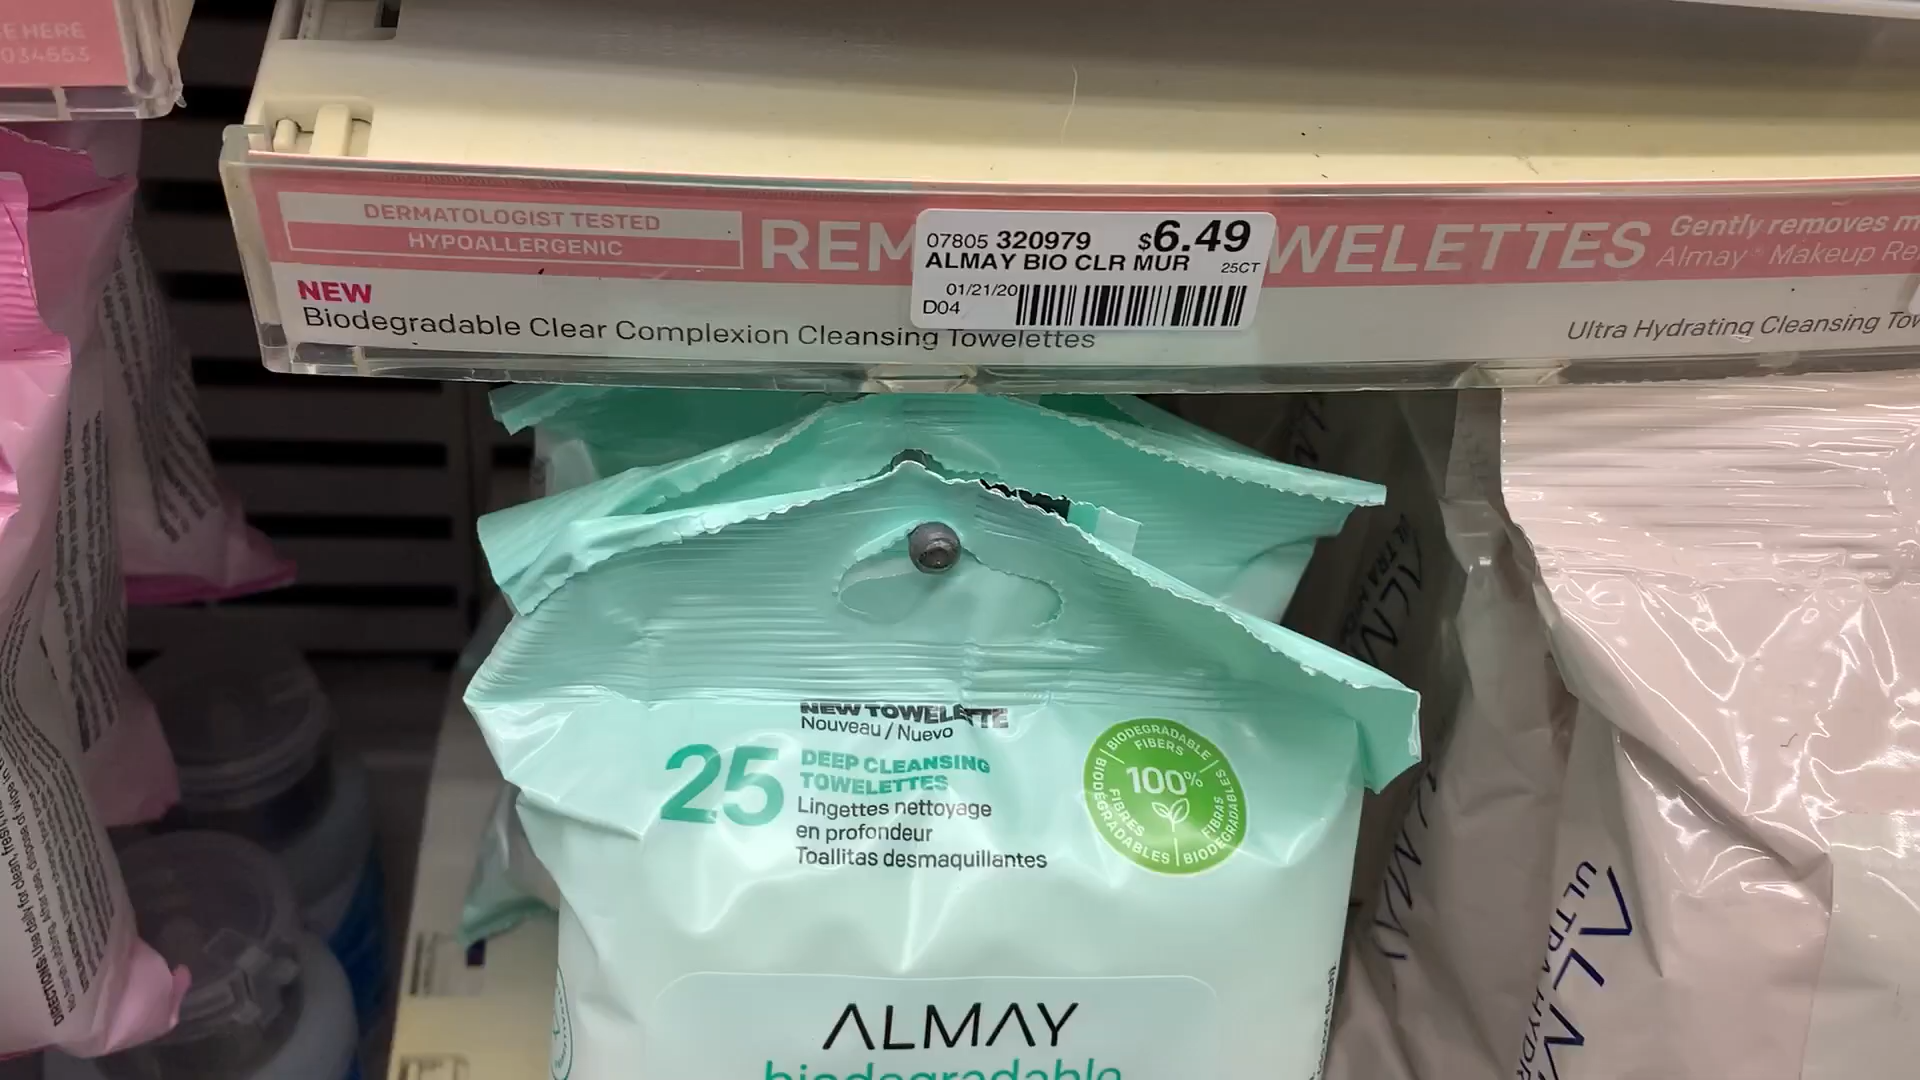 E HERE
034653
DERMATOLOGIST TESTED
HYPOALLERGENIC
REM
WELETTES
Gently removes m
Almay® Makeup Re
07805 320979 $6.49
ALMAY BIO CLR MUR 25CT
01/21/20
D04
NEW
Biodegradable Clear Complexion Cleansing Towelettes
Ultra Hydrating Cleansing Tow
NEW TOWELETTE
Nouveau / Nuevo
25
DEEP CLEANSING
TOWELETTES
Lingettes nettoyage
en profondeur
Toallitas desmaquillantes
BIODEGRADABLE FIBERS
100%
FIBRES BIODÉGRADABLES
FIBRAS BIODEGRADABLES
ALMAY
biodegradable
ALMAY
ULTRA HYDR